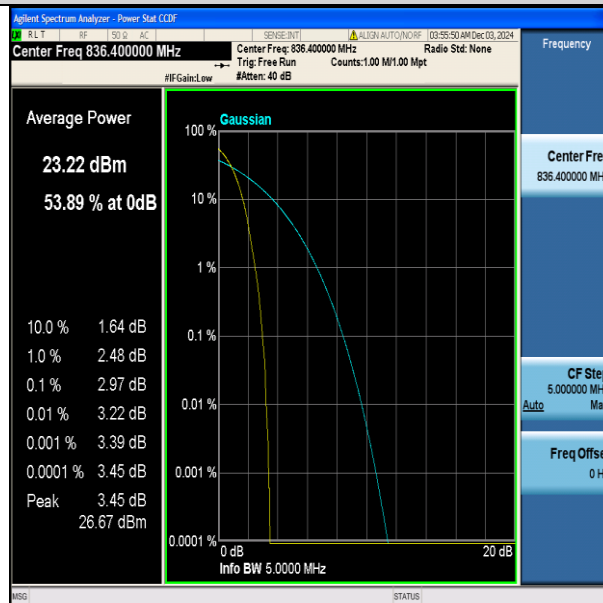 Agilent Spectrum Analyzer - Power Stat CCDF
R L T RF 50 Ω AC SENSE:INT ALIGN AUTO/NO RF 03:55:50 AM Dec 03, 2024
Center Freq 836.400000 MHz
Center Freq: 836.400000 MHz Radio Std: None
Trig: Free Run Counts:1.00 M/1.00 Mpt
#IFGain:Low #Atten: 40 dB
Frequency
Average Power
23.22 dBm
53.89 % at 0dB
10.0 % 1.64 dB
1.0 % 2.48 dB
0.1 % 2.97 dB
0.01 % 3.22 dB
0.001 % 3.39 dB
0.0001 % 3.45 dB
Peak 3.45 dB
26.67 dBm
Gaussian
100 %
10 %
1 %
0.1 %
0.01 %
0.001 %
0.0001 %
0 dB 20 dB
Info BW 5.0000 MHz
Center Fre
836.400000 MH
CF Ste
5.000000 MH
Auto Ma
Freq Offse
0 H
MSG STATUS